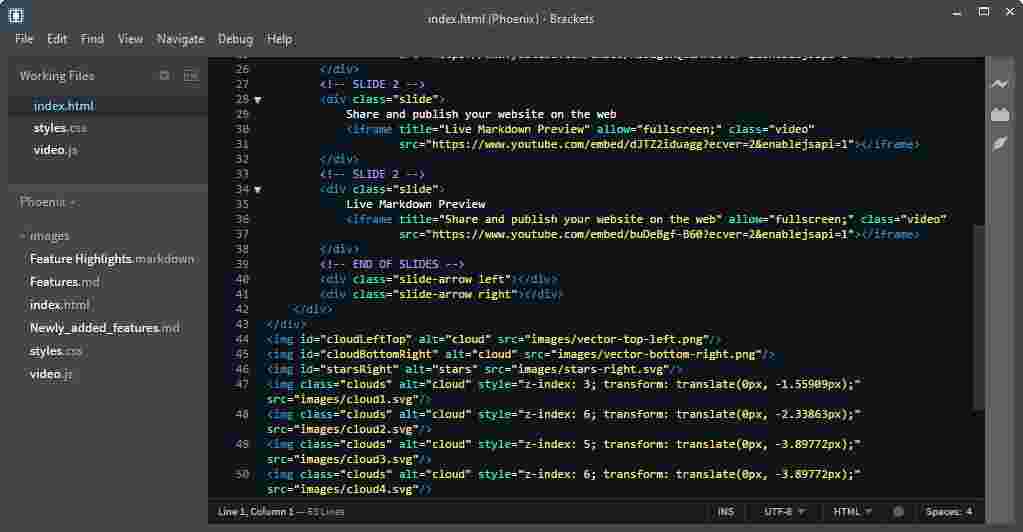 index.html (Phoenix) - Brackets
File Edit Find View Navigate Debug Help
Working Files
index.html
styles.css
video.js
Phoenix
images
Feature Highlights.markdown
Features.md
index.html
Newly_added_features.md
styles.css
video.js
26 </div>
27 <!-- SLIDE 2 -->
28 <div class="slide">
29 Share and publish your website on the web
30 <iframe title="Live Markdown Preview" allow="fullscreen;" class="video"
31 src="https://www.youtube.com/embed/dJTZ2iduagg?ecver=2&enablejsapi=1"></iframe>
32 </div>
33 <!-- SLIDE 2 -->
34 <div class="slide">
35 Live Markdown Preview
36 <iframe title="Share and publish your website on the web" allow="fullscreen;" class="video"
37 src="https://www.youtube.com/embed/buDeBgf-B60?ecver=2&enablejsapi=1"></iframe>
38 </div>
39 <!-- END OF SLIDES -->
40 <div class="slide-arrow left"></div>
41 <div class="slide-arrow right"></div>
42 </div>
43 </div>
44 <img id="cloudLeftTop" alt="cloud" src="images/vector-top-left.png"/>
45 <img id="cloudBottomRight" alt="cloud" src="images/vector-bottom-right.png"/>
46 <img id="starsRight" alt="stars" src="images/stars-right.svg"/>
47 <img class="clouds" alt="cloud" style="z-index: 3; transform: translate(0px, -1.55909px);"
src="images/cloud1.svg"/>
48 <img class="clouds" alt="cloud" style="z-index: 6; transform: translate(0px, -2.33863px);"
src="images/cloud2.svg"/>
49 <img class="clouds" alt="cloud" style="z-index: 5; transform: translate(0px, -3.89772px);"
src="images/cloud3.svg"/>
50 <img class="clouds" alt="cloud" style="z-index: 6; transform: translate(0px, -3.89772px);"
src="images/cloud4.svg"/>
Line 1, Column 1 — 63 Lines INS UTF-8 HTML Spaces: 4